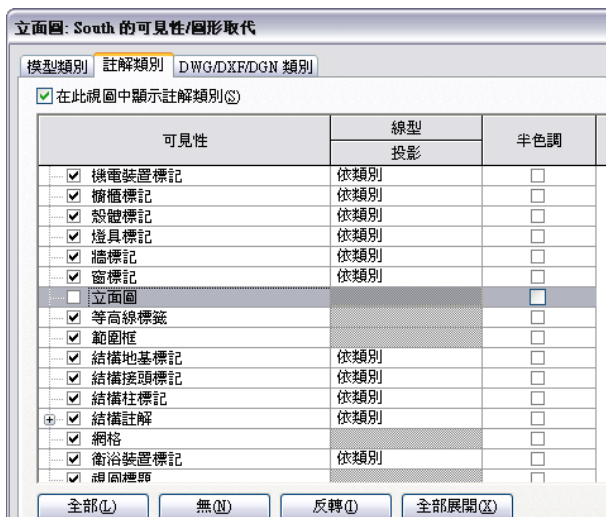 立面圖: South 的可見性/圖形取代
模型類別 註解類別 DWG/DXF/DGN 類別
在此視圖中顯示註解類別(S)
可見性 線型 半色調
投影
機電裝置標記 依類別
櫥櫃標記 依類別
殼體標記 依類別
燈具標記 依類別
牆標記 依類別
窗標記 依類別
立面圖
等高線標籤
範圍框
結構地基標記 依類別
結構接頭標記 依類別
結構柱標記 依類別
結構註解 依類別
網格
衛浴裝置標記 依類別
視圖標題
全部(L) 無(N) 反轉(I) 全部展開(X)